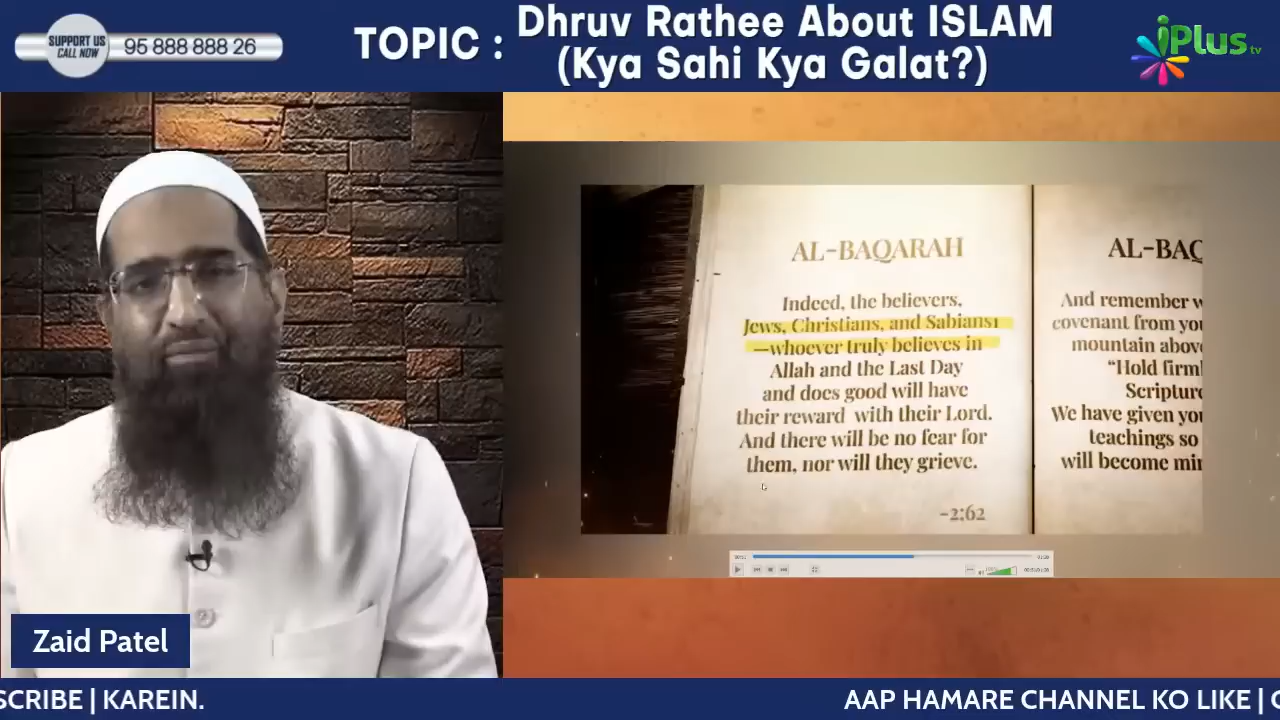 SUPPORT US
CALL NOW
95 888 888 26
TOPIC :
Dhruv Rathee About ISLAM
(Kya Sahi Kya Galat?)
iPlus tv
AL-BAQARAH
Indeed, the believers,
Jews, Christians, and Sabians1
—whoever truly believes in
Allah and the Last Day
and does good will have
their reward with their Lord.
And there will be no fear for
them, nor will they grieve.
-2:62
AL-BAQ
And remember w
covenant from you
mountain above
“Hold firml
Scripture
We have given you
teachings so
will become min
Zaid Patel
SCRIBE | KAREIN.
AAP HAMARE CHANNEL KO LIKE |